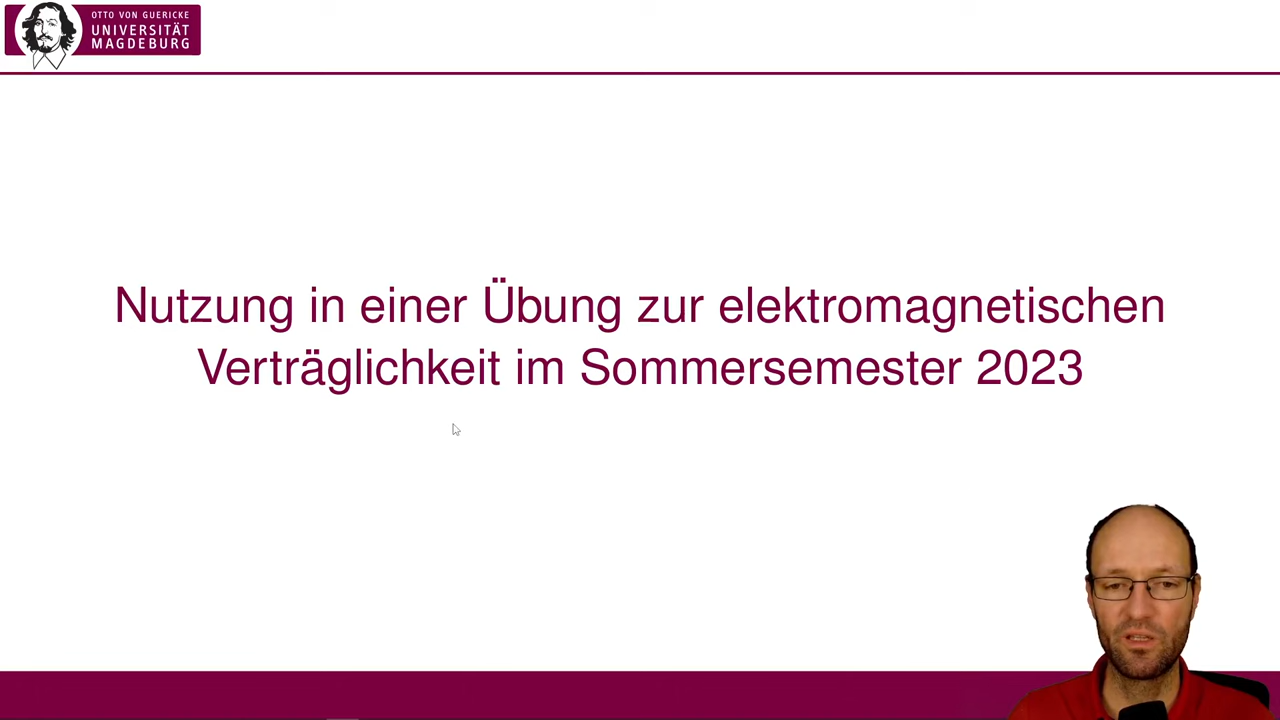 OTTO VON GUERICKE
UNIVERSITÄT
MAGDEBURG
Nutzung in einer Übung zur elektromagnetischen
Verträglichkeit im Sommersemester 2023